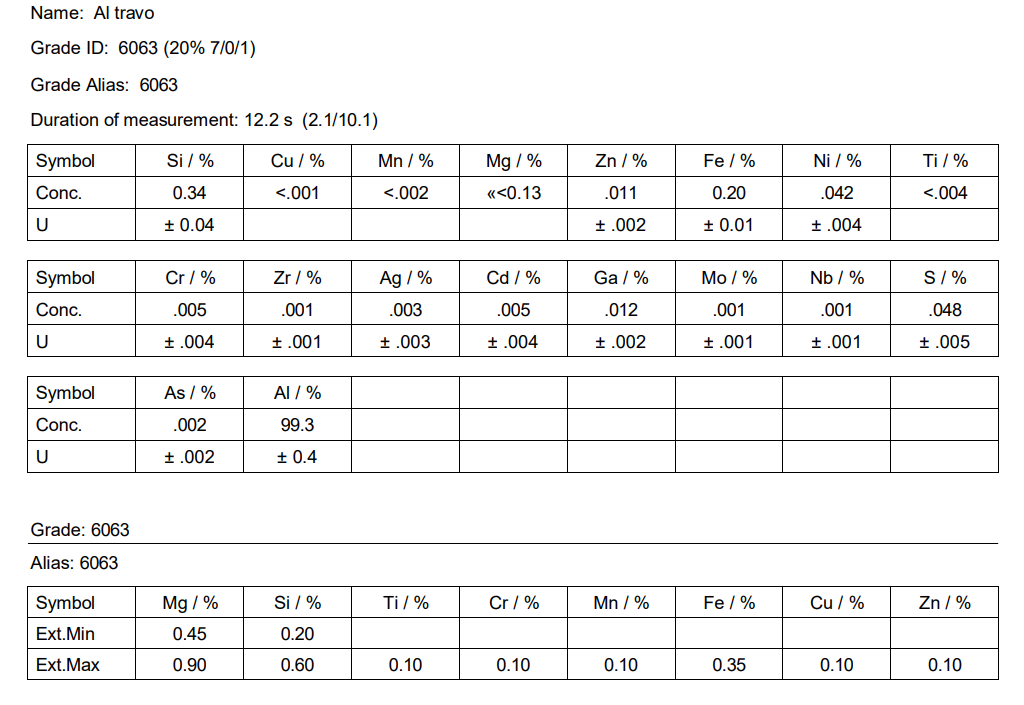 Name: Al travo
Grade ID: 6063 (20% 7/0/1)
Grade Alias: 6063
Duration of measurement: 12.2 s (2.1/10.1)
Symbol Si / % Cu / % Mn / % Mg / % Zn / % Fe / % Ni / % Ti / %
Conc. 0.34 <.001 <.002 «<0.13 .011 0.20 .042 <.004
U ± 0.04 ± .002 ± 0.01 ± .004
Symbol Cr / % Zr / % Ag / % Cd / % Ga / % Mo / % Nb / % S / %
Conc. .005 .001 .003 .005 .012 .001 .001 .048
U ± .004 ± .001 ± .003 ± .004 ± .002 ± .001 ± .001 ± .005
Symbol As / % Al / %
Conc. .002 99.3
U ± .002 ± 0.4
Grade: 6063
Alias: 6063
Symbol Mg / % Si / % Ti / % Cr / % Mn / % Fe / % Cu / % Zn / %
Ext.Min 0.45 0.20
Ext.Max 0.90 0.60 0.10 0.10 0.10 0.35 0.10 0.10